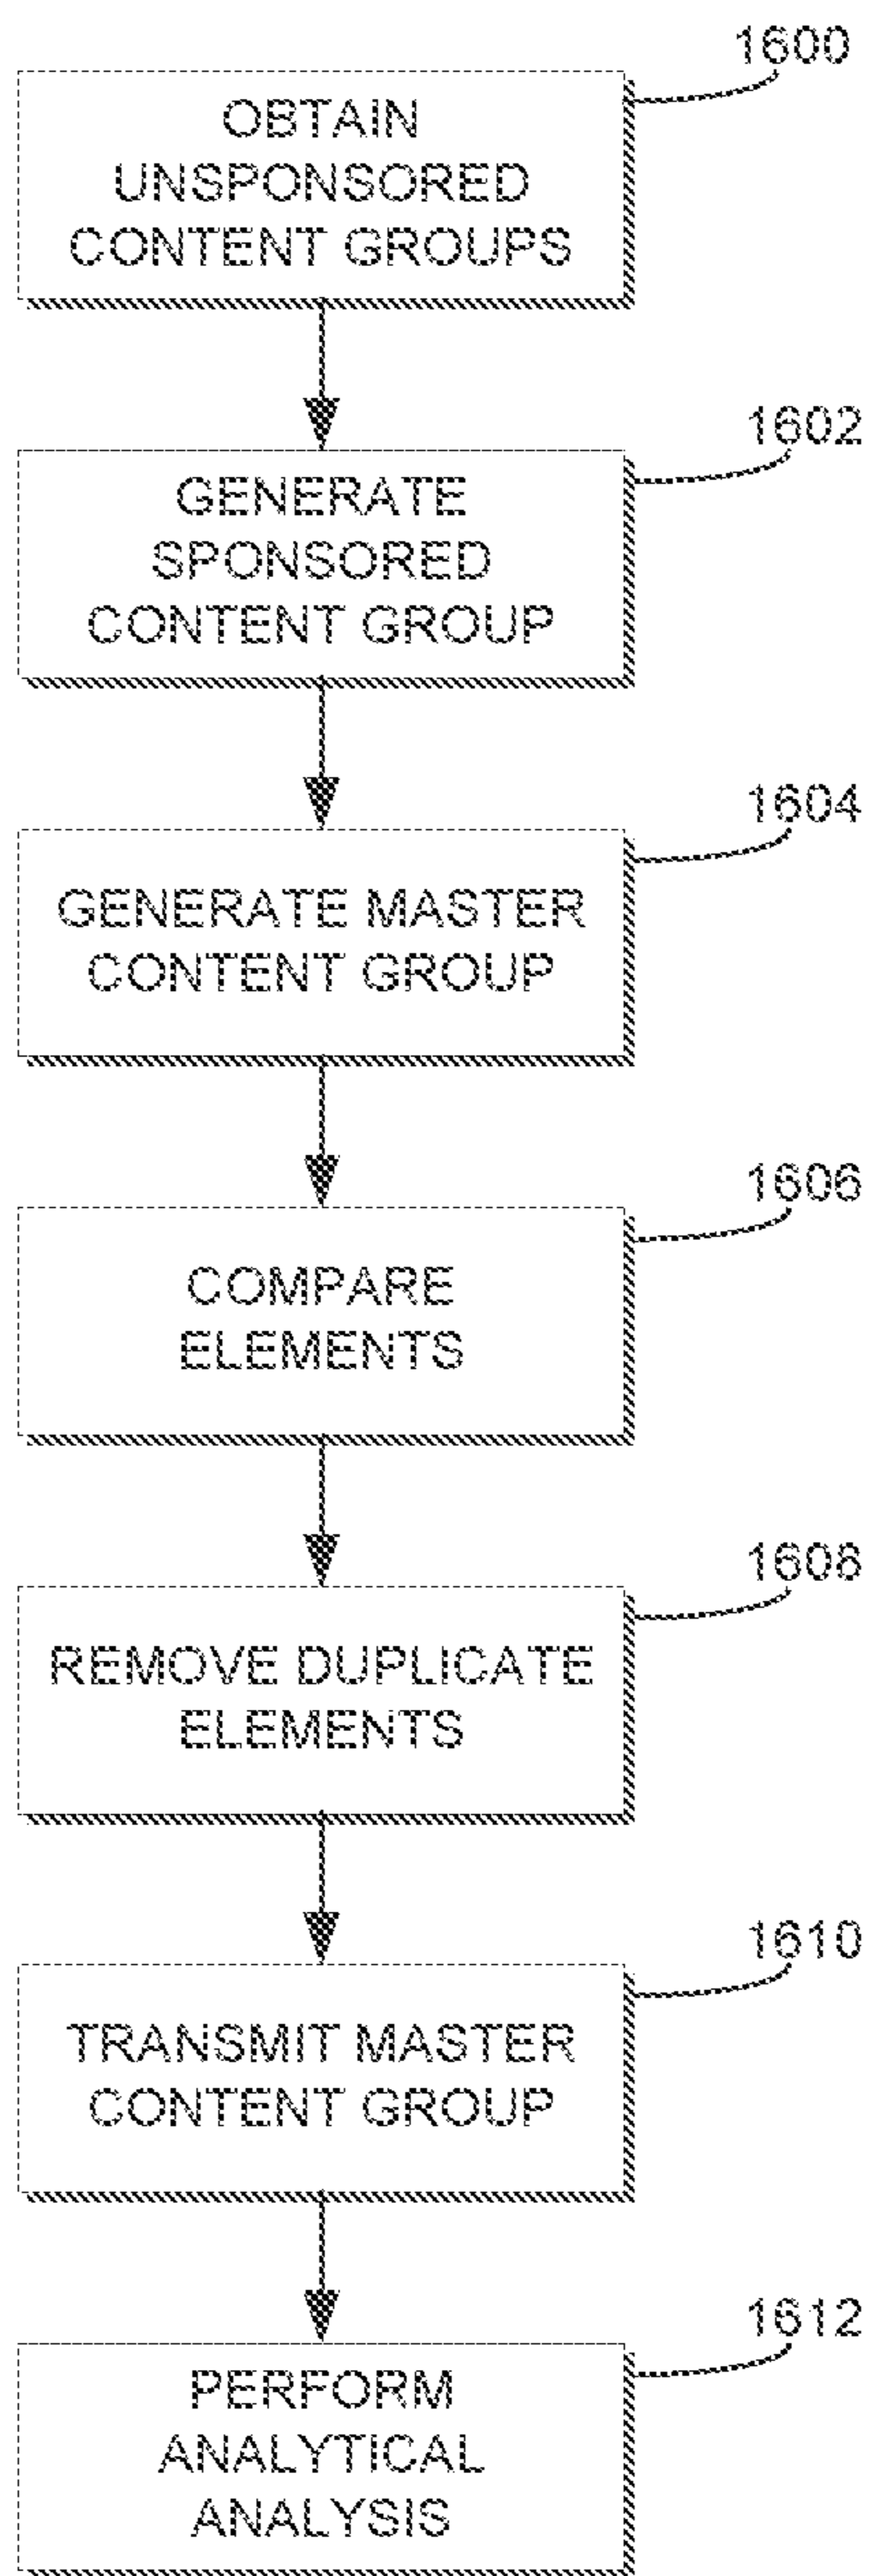 1600
OBTAIN
UNSPONSORED
CONTENT GROUPS
1602
GENERATE
SPONSORED
CONTENT GROUP
1604
GENERATE MASTER
CONTENT GROUP
1606
COMPARE
ELEMENTS
1608
REMOVE DUPLICATE
ELEMENTS
1610
TRANSMIT MASTER
CONTENT GROUP
1612
PERFORM
ANALYTICAL
ANALYSIS